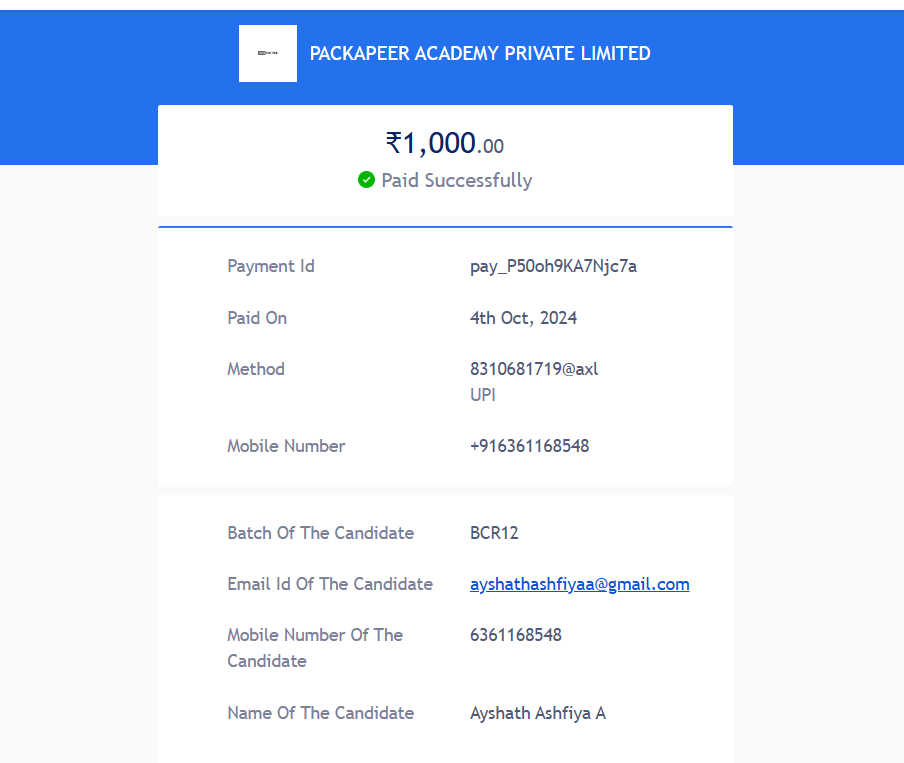 PACKAPEER ACADEMY PRIVATE LIMITED
₹1,000.00
Paid Successfully
Payment Id pay_P50oh9KA7Njc7a
Paid On 4th Oct, 2024
Method 8310681719@axl
UPI
Mobile Number +916361168548
Batch Of The Candidate BCR12
Email Id Of The Candidate ayshathashfiyaa@gmail.com
Mobile Number Of The 6361168548
Candidate
Name Of The Candidate Ayshath Ashfiya A